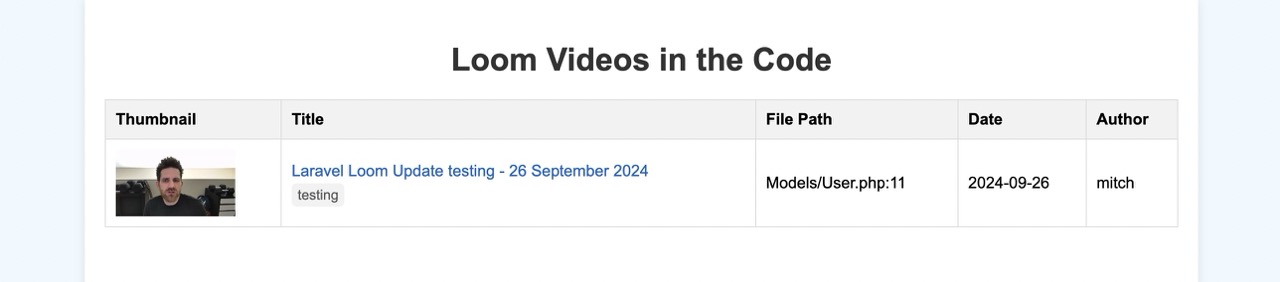 Loom Videos in the Code
Thumbnail Title File Path Date Author
Laravel Loom Update testing - 26 September 2024
testing
Models/User.php:11 2024-09-26 mitch